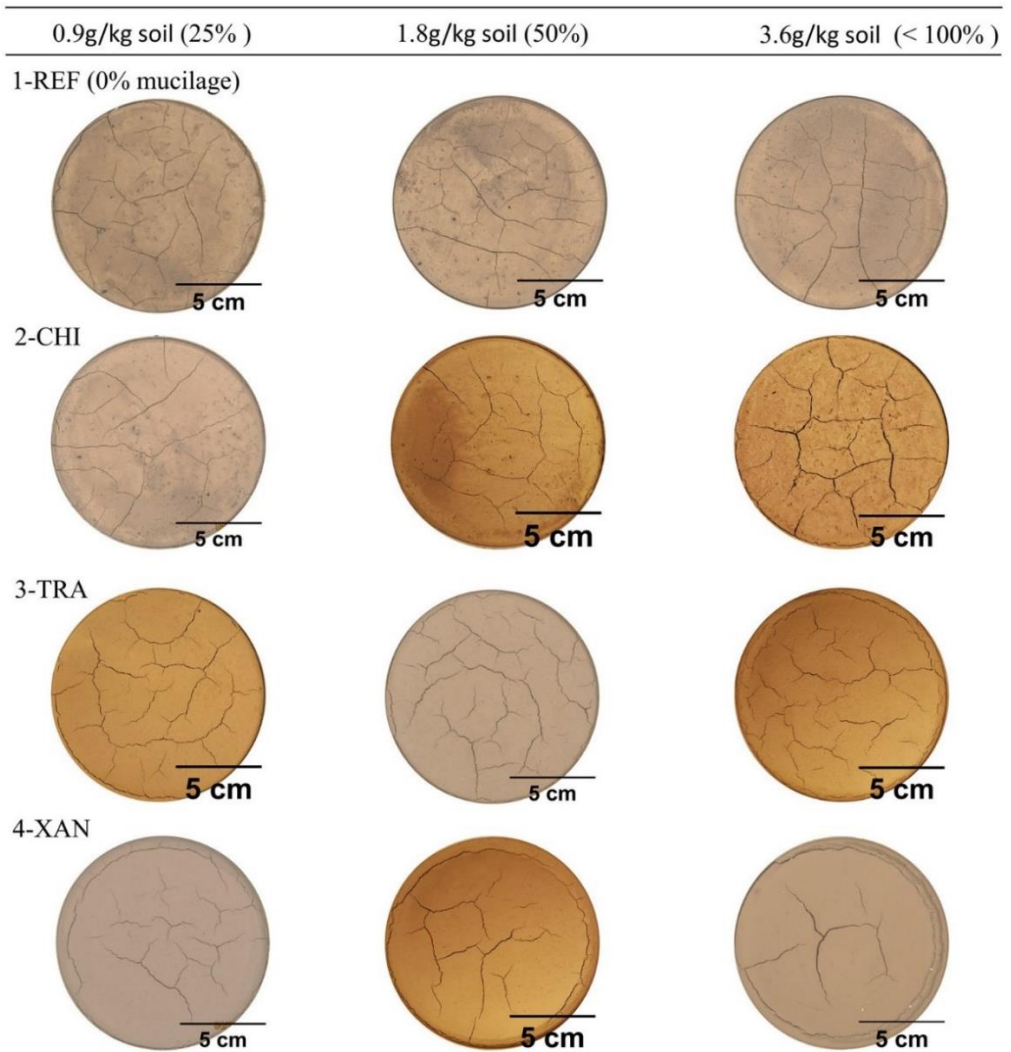 0.9g/kg soil (25% ) 1.8g/kg soil (50%) 3.6g/kg soil (< 100% )
1-REF (0% mucilage)
5 cm 5 cm 5 cm
2-CHI
5 cm 5 cm 5 cm
3-TRA
5 cm 5 cm 5 cm
4-XAN
5 cm 5 cm 5 cm